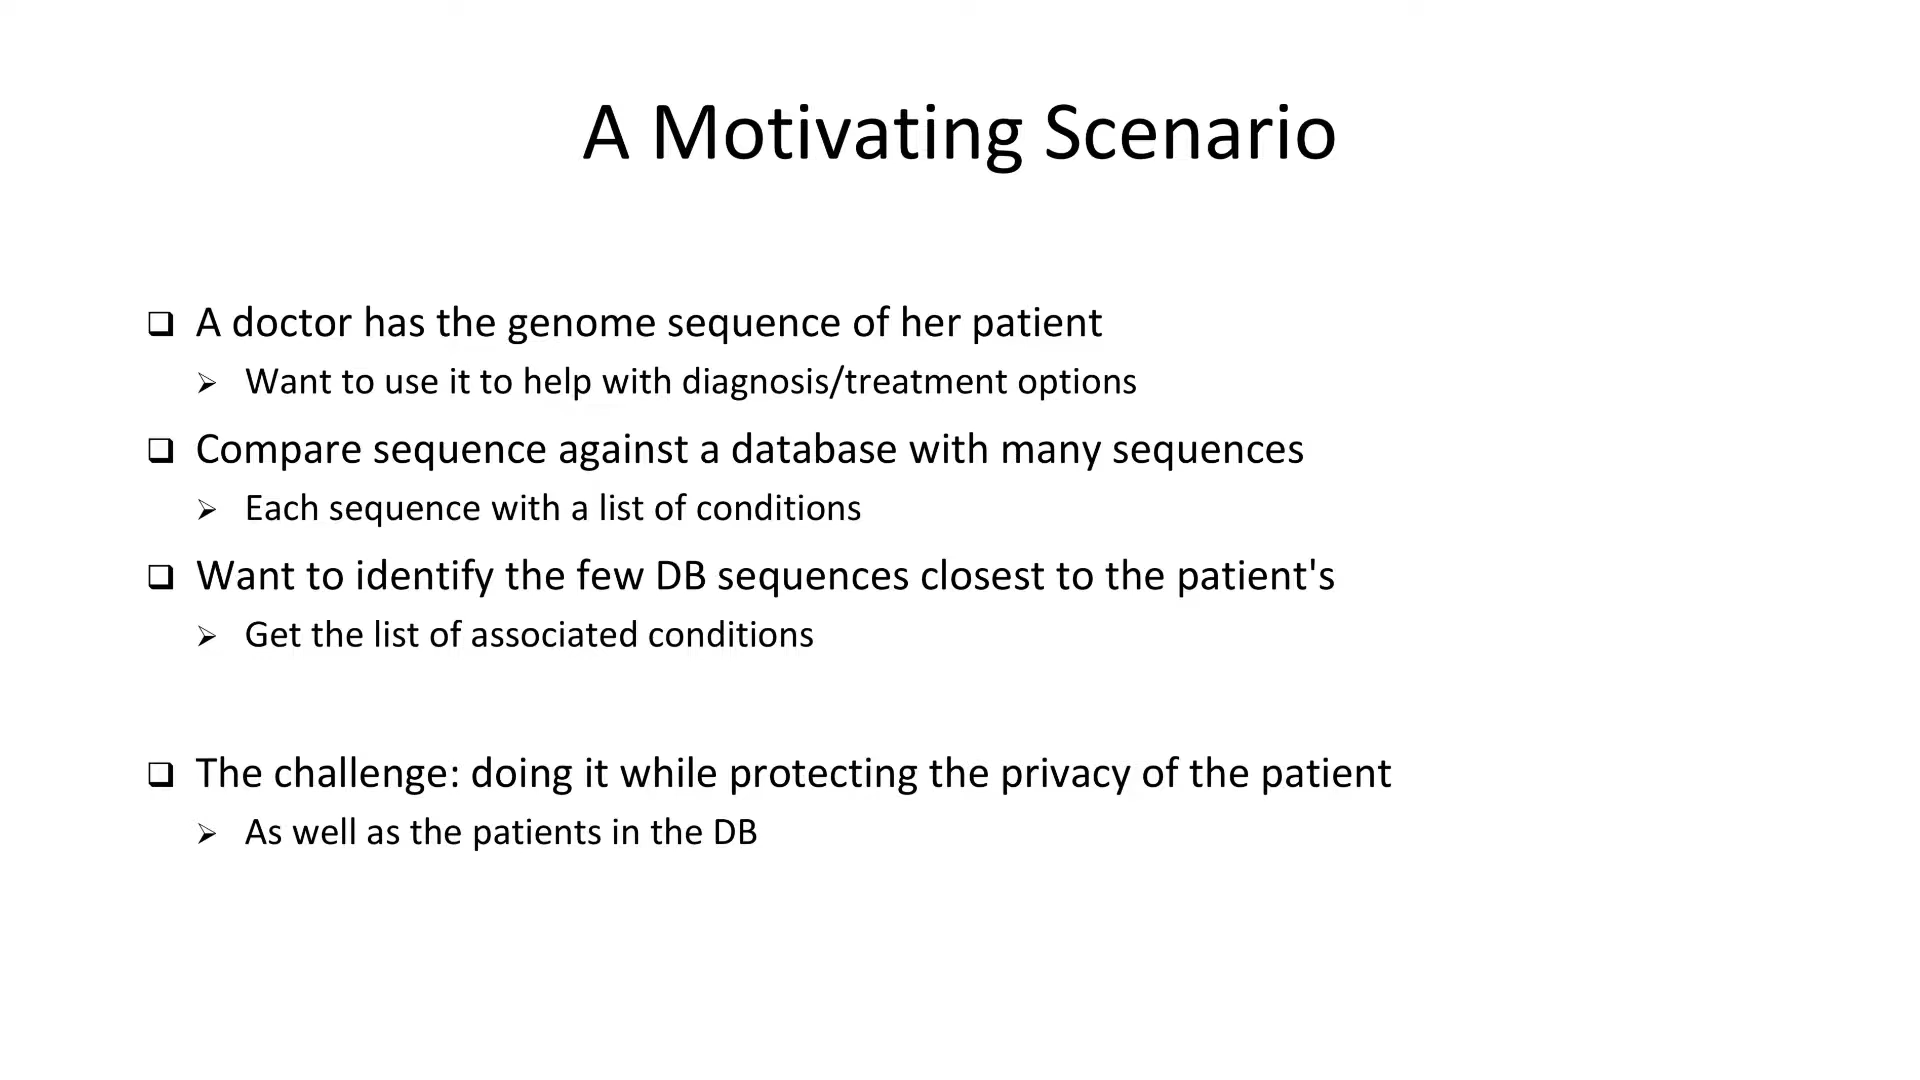 A Motivating Scenario
A doctor has the genome sequence of her patient
Want to use it to help with diagnosis/treatment options
Compare sequence against a database with many sequences
Each sequence with a list of conditions
Want to identify the few DB sequences closest to the patient's
Get the list of associated conditions
The challenge: doing it while protecting the privacy of the patient
As well as the patients in the DB